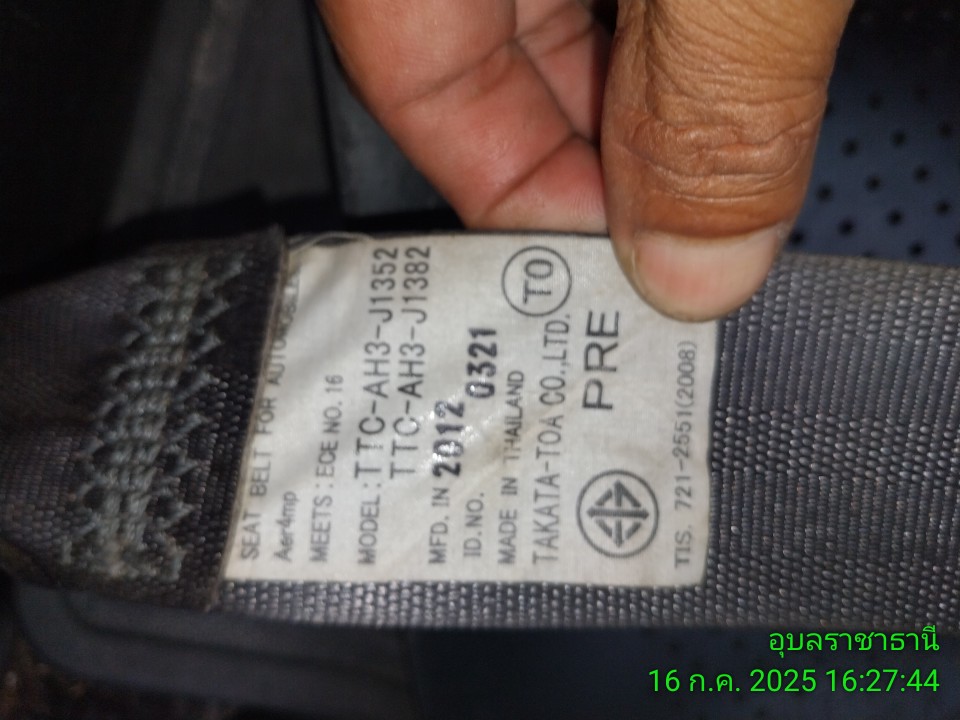 SEAT BELT FOR
Aer4mp
MEETS : ECE NO. 16
MODEL : TTC-AH3-J1352
TTC-AH3-J1382
MFD. IN 2012
ID. NO. 0321
MADE IN THAILAND
TAKATA-TOA CO., LTD. TO
PRE
TIS. 721-2551(2008)
อุบลราชาธานี
16 ก.ค. 2025 16:27:44